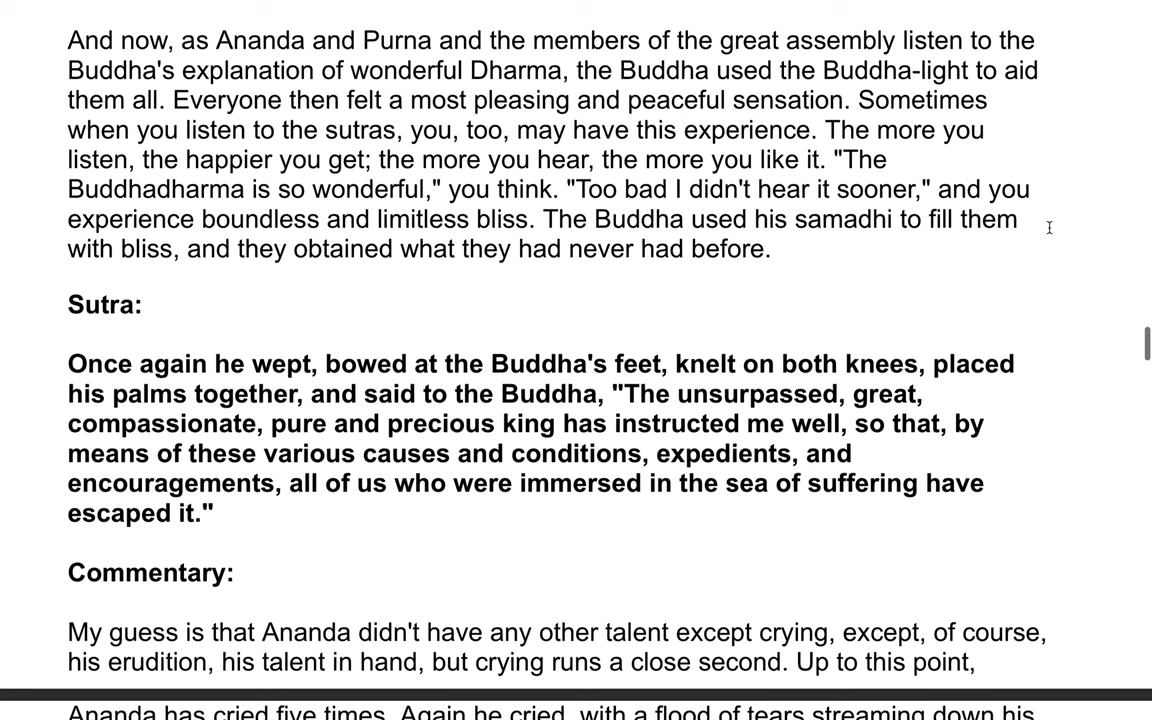 And now, as Ananda and Purna and the members of the great assembly listen to the
Buddha's explanation of wonderful Dharma, the Buddha used the Buddha-light to aid
them all. Everyone then felt a most pleasing and peaceful sensation. Sometimes
when you listen to the sutras, you, too, may have this experience. The more you
listen, the happier you get; the more you hear, the more you like it. "The
Buddhadharma is so wonderful," you think. "Too bad I didn't hear it sooner," and you
experience boundless and limitless bliss. The Buddha used his samadhi to fill them
with bliss, and they obtained what they had never had before.
Sutra:
Once again he wept, bowed at the Buddha's feet, knelt on both knees, placed
his palms together, and said to the Buddha, "The unsurpassed, great,
compassionate, pure and precious king has instructed me well, so that, by
means of these various causes and conditions, expedients, and
encouragements, all of us who were immersed in the sea of suffering have
escaped it."
Commentary:
My guess is that Ananda didn't have any other talent except crying, except, of course,
his erudition, his talent in hand, but crying runs a close second. Up to this point,
Ananda has cried five times. Again he cried, with a flood of tears streaming down his